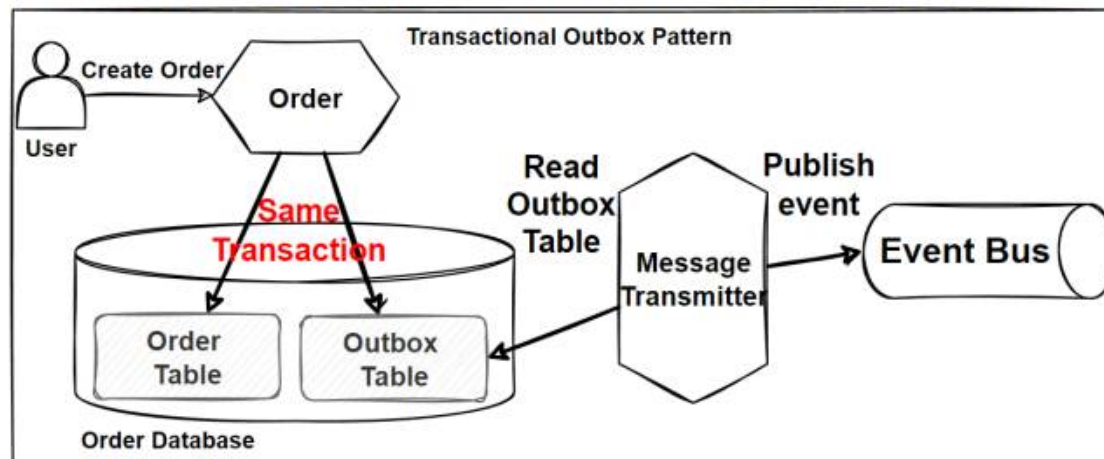 Transactional Outbox Pattern
Create Order
User
Order
Same
Transaction
Order
Table
Outbox
Table
Order Database
Read
Outbox
Table
Message
Transmitter
Publish
event
Event Bus